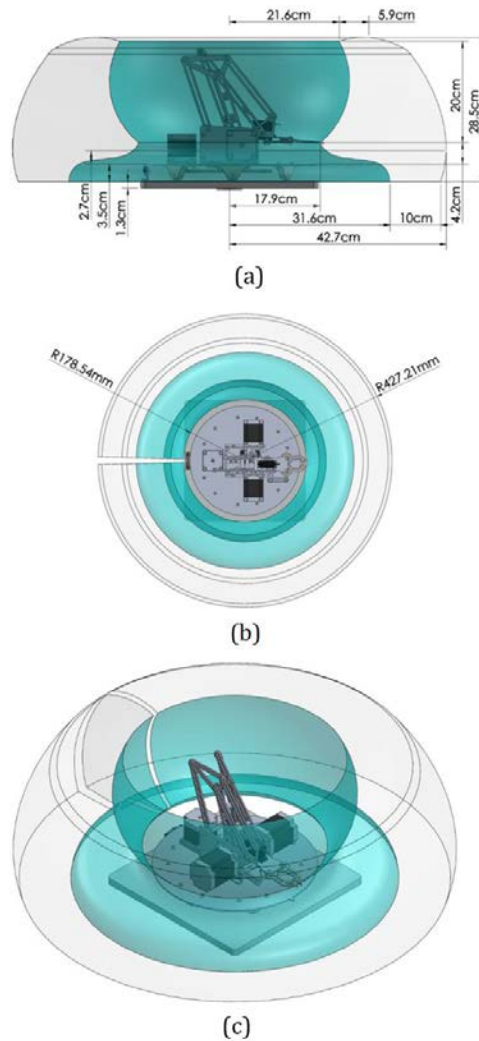 21.6cm
5.9cm
20cm
28.5cm
2.7cm
3.5cm
1.3cm
17.9cm
31.6cm
10cm
4.2cm
42.7cm
(a)
R178.54mm
R427.21mm
(b)
(c)